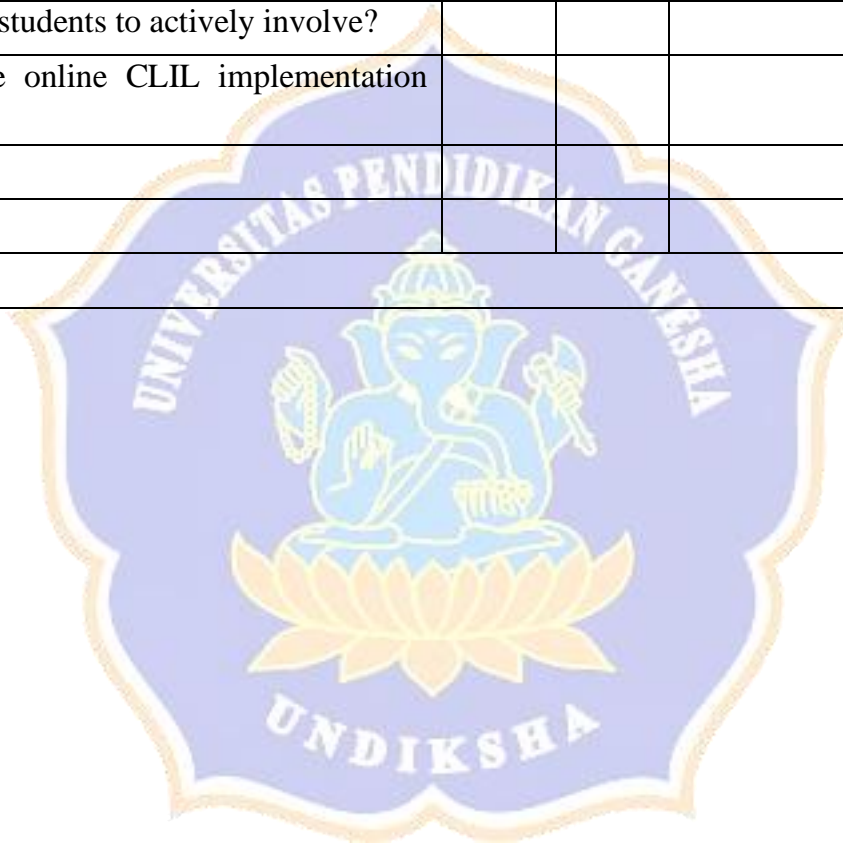 students to actively involve?
online CLIL implementation
UNIVERSITAS PENDIDIKAN GANESHA
UNDIKSHA